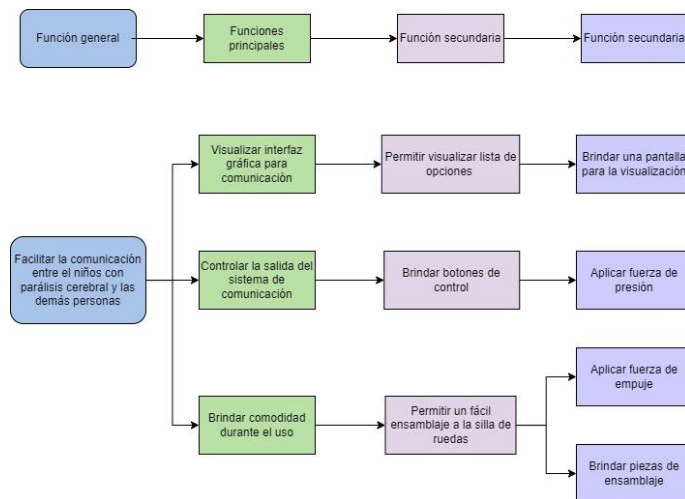 Función general
Funciones
principales
Función secundaria
Función secundaria
Visualizar interfaz
gráfica para
comunicación
Permitir visualizar lista de
opciones
Brindar una pantalla
para la visualización
Facilitar la comunicación
entre el niños con
parálisis cerebral y las
demás personas
Controlar la salida del
sistema de
comunicación
Brindar botones de
control
Aplicar fuerza de
presión
Brindar comodidad
durante el uso
Permitir un fácil
ensamblaje a la silla de
ruedas
Aplicar fuerza de
empuje
Brindar piezas de
ensamblaje